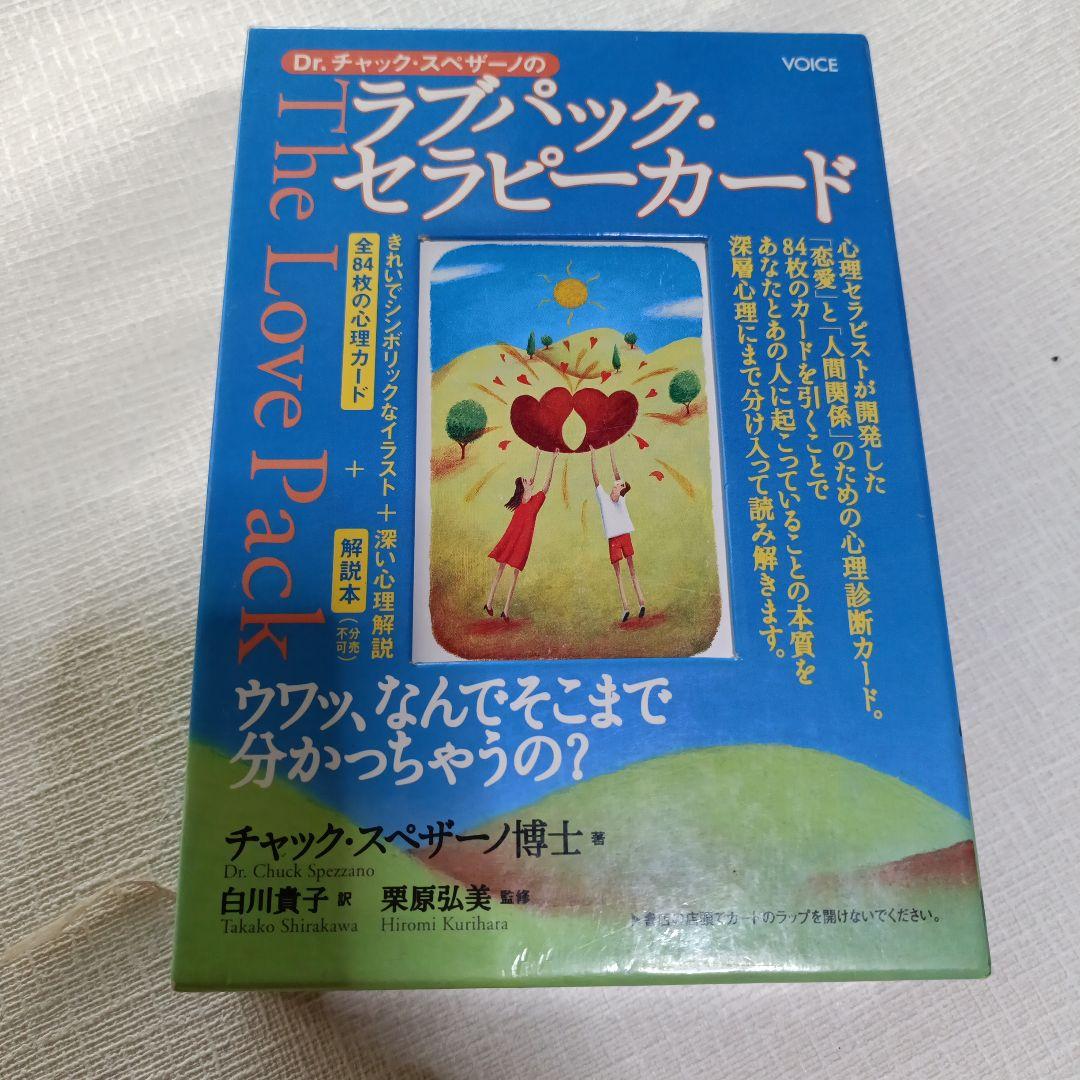 Dr.チャック・スペザーノの
VOICE
The Love Pack
ラブパック・
セラピーカード
心理セラピストが開発した
「恋愛」と「人間関係」のための心理診断カード。
84枚のカードを引くことで
あなたとあの人に起こっていることの本質を
深層心理にまで分け入って読み解きます。
きれいでシンボリックなイラスト+深い心理解説
全84枚の心理カード
+
解説本
(分売不可)
ウワッ、なんでそこまで
分かっちゃうの?
チャック・スペザーノ博士 著
Dr. Chuck Spezzano
白川貴子 訳 栗原弘美 監修
Takako Shirakawa Hiromi Kurihara
▶書店の店頭でカードのラップを開けないでください。